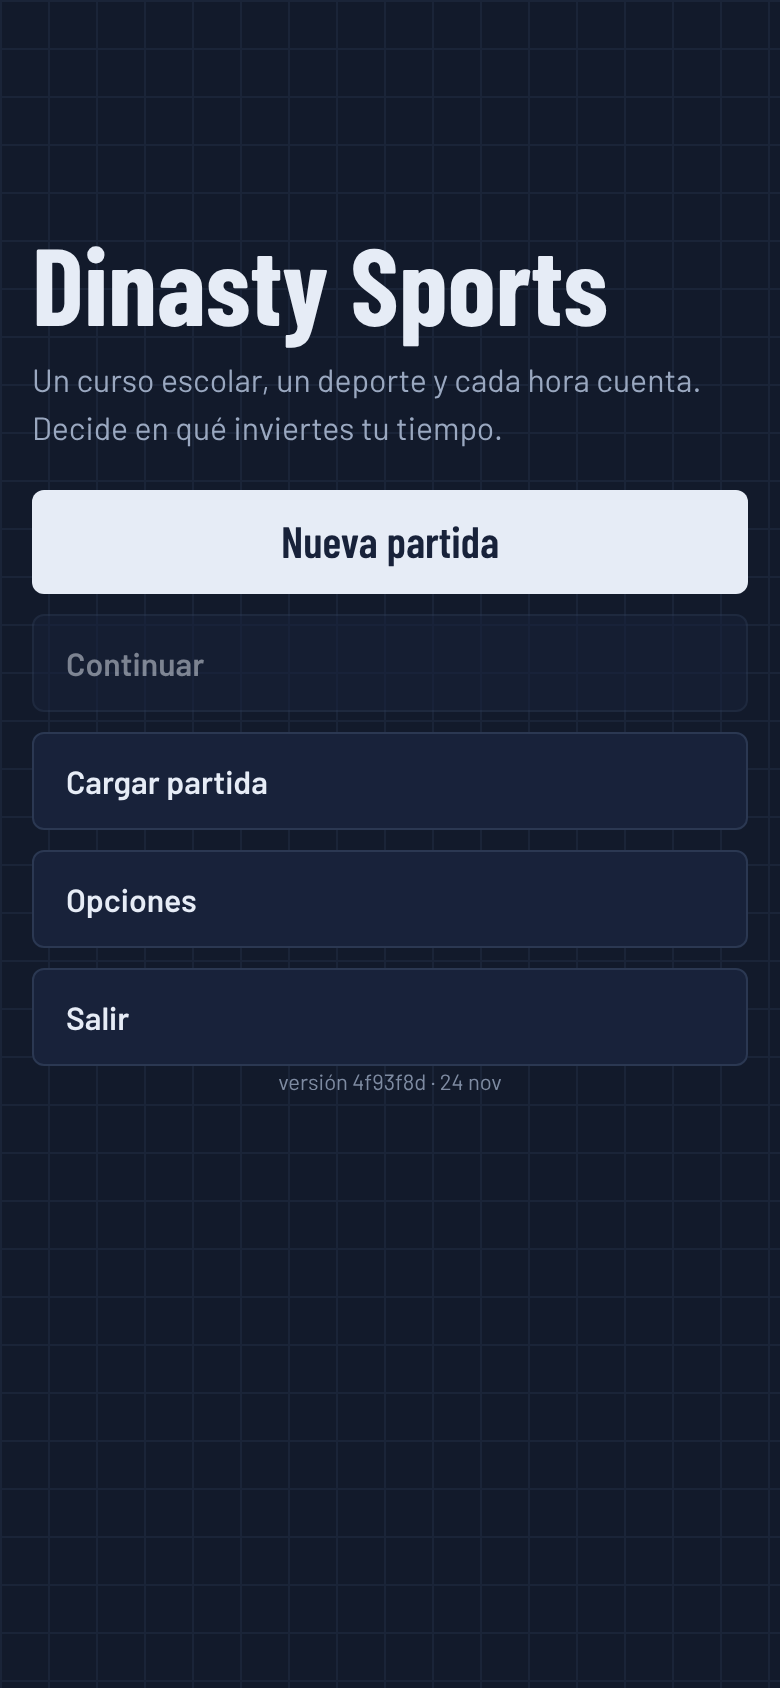 Dinasty Sports
Un curso escolar, un deporte y cada hora cuenta.
Decide en qué inviertes tu tiempo.
Nueva partida
Continuar
Cargar partida
Opciones
Salir
versión 4f93f8d · 24 nov